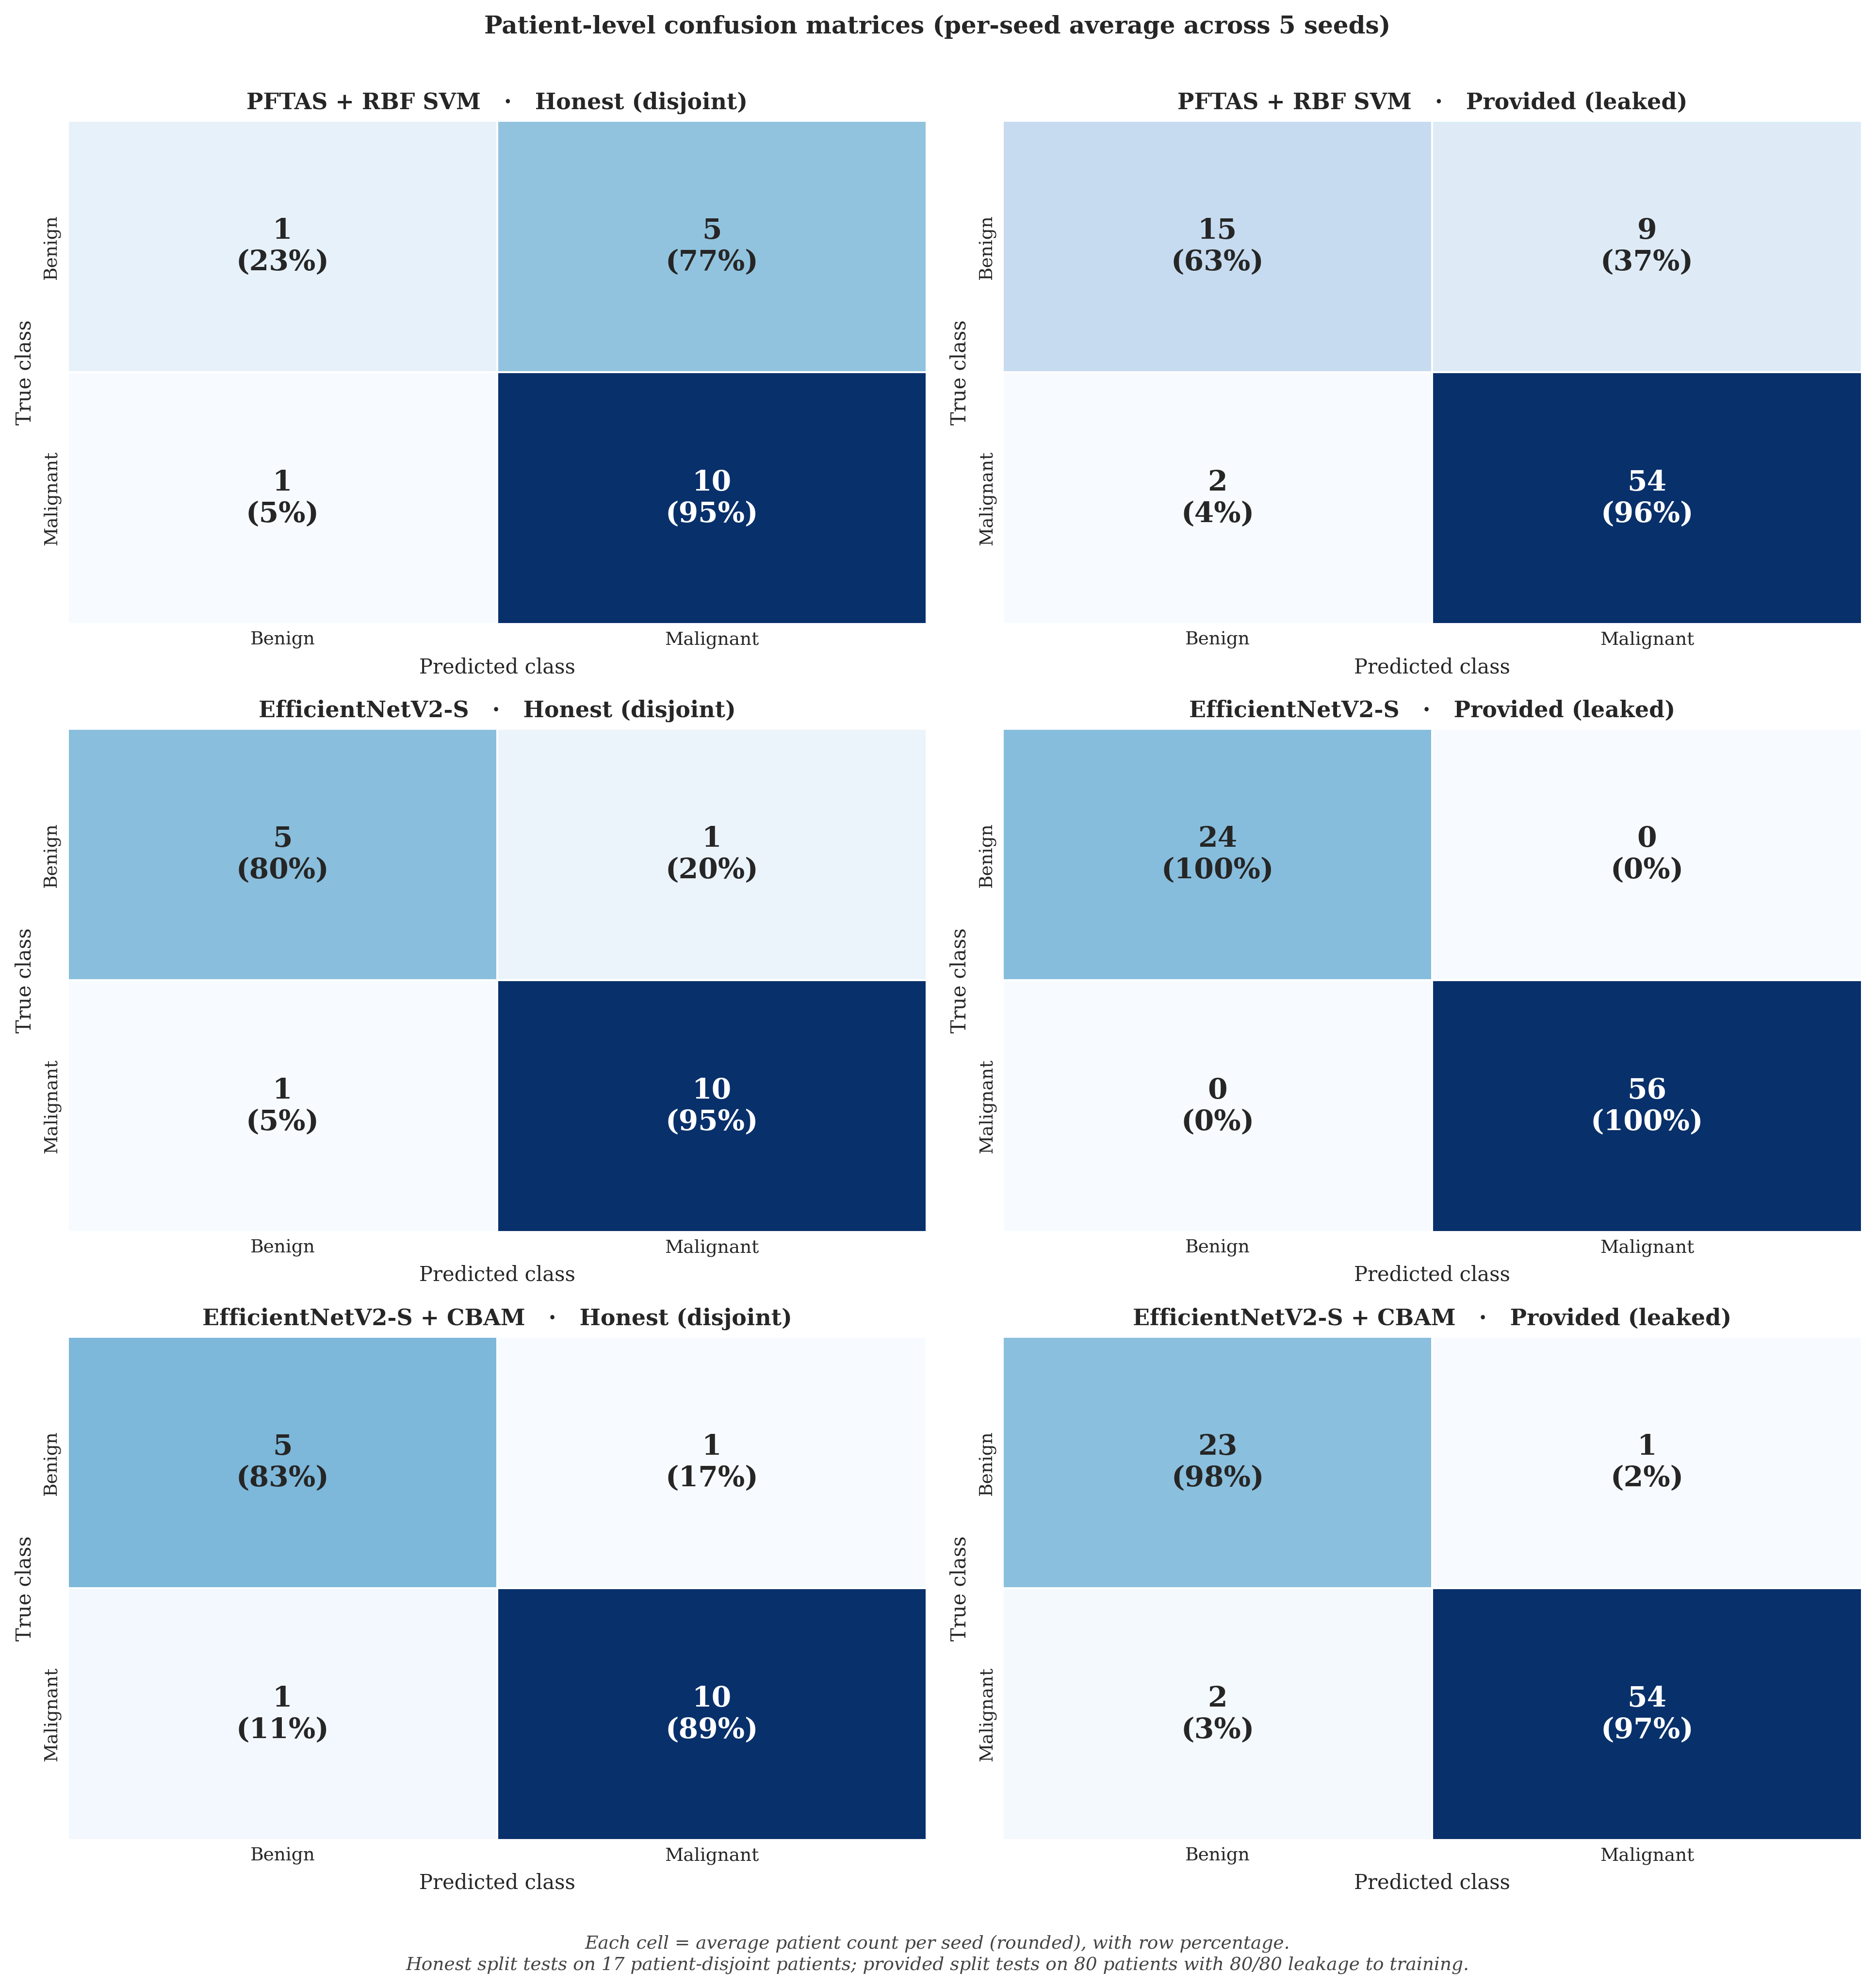 Patient-level confusion matrices (per-seed average across 5 seeds)
PFTAS + RBF SVM · Honest (disjoint)
True class
Benign
Malignant
1
(23%)
5
(77%)
1
(5%)
10
(95%)
Benign
Malignant
Predicted class
PFTAS + RBF SVM · Provided (leaked)
True class
Benign
Malignant
15
(63%)
9
(37%)
2
(4%)
54
(96%)
Benign
Malignant
Predicted class
EfficientNetV2-S · Honest (disjoint)
True class
Benign
Malignant
5
(80%)
1
(20%)
1
(5%)
10
(95%)
Benign
Malignant
Predicted class
EfficientNetV2-S · Provided (leaked)
True class
Benign
Malignant
24
(100%)
0
(0%)
0
(0%)
56
(100%)
Benign
Malignant
Predicted class
EfficientNetV2-S + CBAM · Honest (disjoint)
True class
Benign
Malignant
5
(83%)
1
(17%)
1
(11%)
10
(89%)
Benign
Malignant
Predicted class
EfficientNetV2-S + CBAM · Provided (leaked)
True class
Benign
Malignant
23
(98%)
1
(2%)
2
(3%)
54
(97%)
Benign
Malignant
Predicted class
Each cell = average patient count per seed (rounded), with row percentage.
Honest split tests on 17 patient-disjoint patients; provided split tests on 80 patients with 80/80 leakage to training.